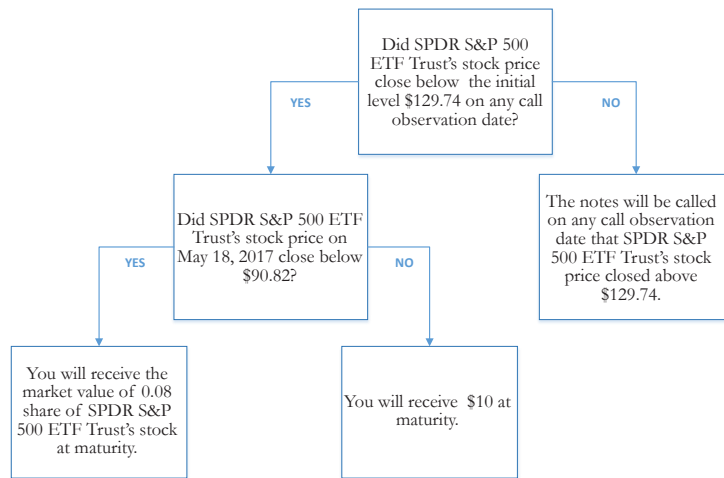 Did SPDR S&P 500
ETF Trust's stock price
close below the initial
level $129.74 on any call
observation date?
YES
NO
Did SPDR S&P 500 ETF
Trust's stock price on
May 18, 2017 close below
$90.82?
The notes will be called
on any call observation
date that SPDR S&P
500 ETF Trust's stock
price closed above
$129.74.
YES
NO
You will receive the
market value of 0.08
share of SPDR S&P
500 ETF Trust's stock
at maturity.
You will receive $10 at
maturity.